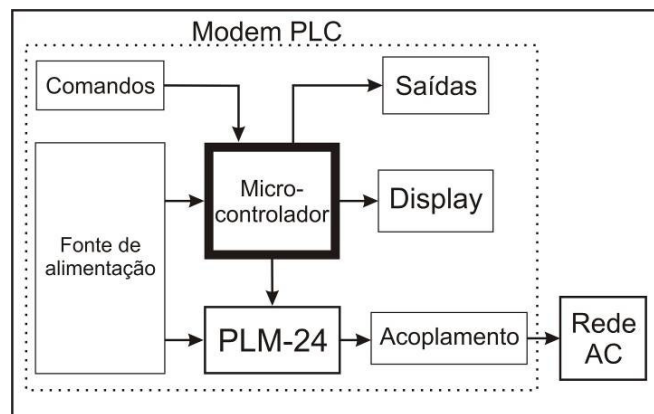 Modem PLC
Comandos
Saídas
Micro-
controlador
Display
Fonte de
alimentação
PLM-24
Acoplamento
Rede
AC